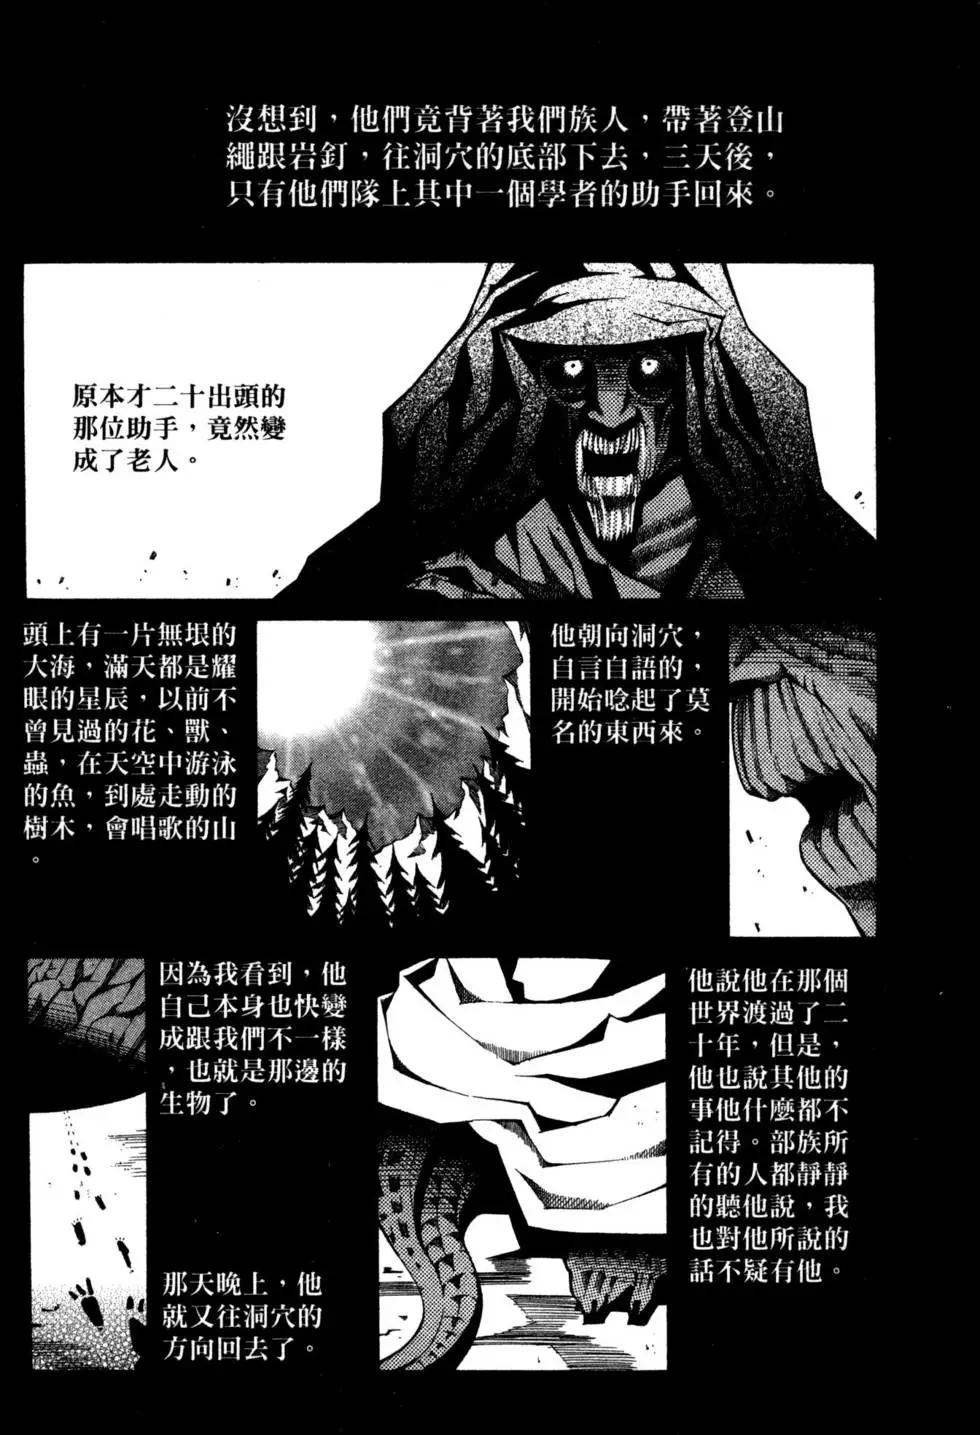 沒想到，他們竟背著我們族人，帶著登山
繩跟岩釘，往洞穴的底部下去，三天後，
只有他們隊上其中一個學者的助手回來。
原本才二十出頭的
那位助手，竟然變
成了老人。
他朝向洞穴，
自言自語的，
開始唸起了莫
名的東西來。
頭上有一片無垠的
大海，滿天都是耀
眼的星辰，以前不
曾見過的花、獸、
蟲，在天空中游泳
的魚，到處走動的
樹木，會唱歌的山
。
他說他在那個
世界渡過了二
十年，但是，
他也說其他的
事他什麼都不
記得。部族所
有的人都靜靜
的聽他說，我
也對他所說的
話不疑有他。
因為我看到，他
自己本身也快變
成跟我們不一樣
，也就是那邊的
生物了。
那天晚上，他
就又往洞穴的
方向回去了。